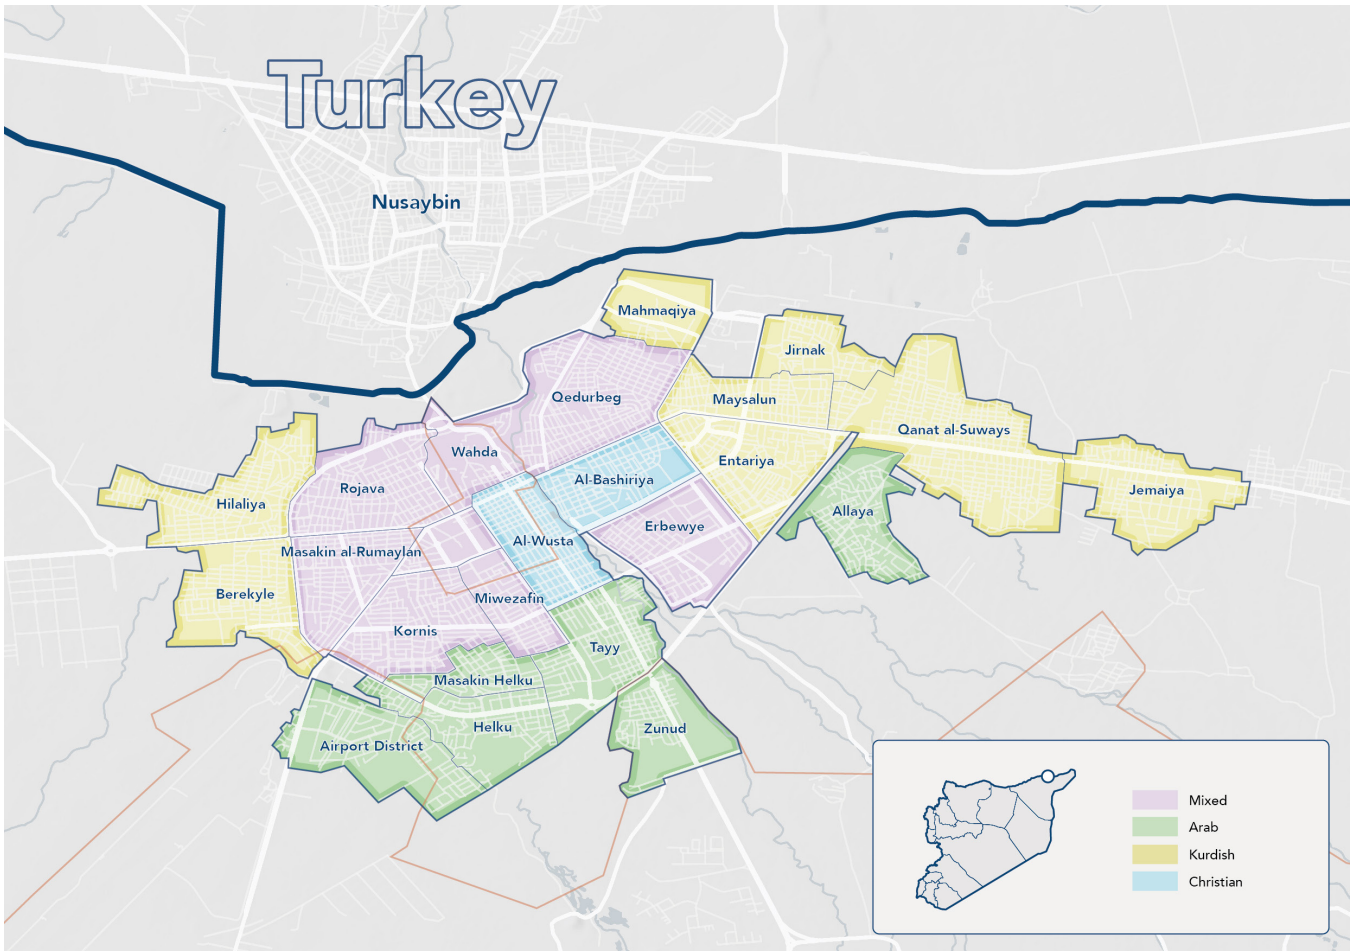 Turkey
Nusaybin
Mahmaqiya
Jirnak
Qedurbeg
Maysalun
Qanat al-Suways
Wahda
Entariya
Al-Bashiriya
Rojava
Jemaiya
Hilaliya
Allaya
Erbewye
Al-Wusta
Masakin al-Rumaylan
Berekyle
Miwezafin
Kornis
Tayy
Masakin Helku
Helku
Zunud
Airport District
Mixed
Arab
Kurdish
Christian